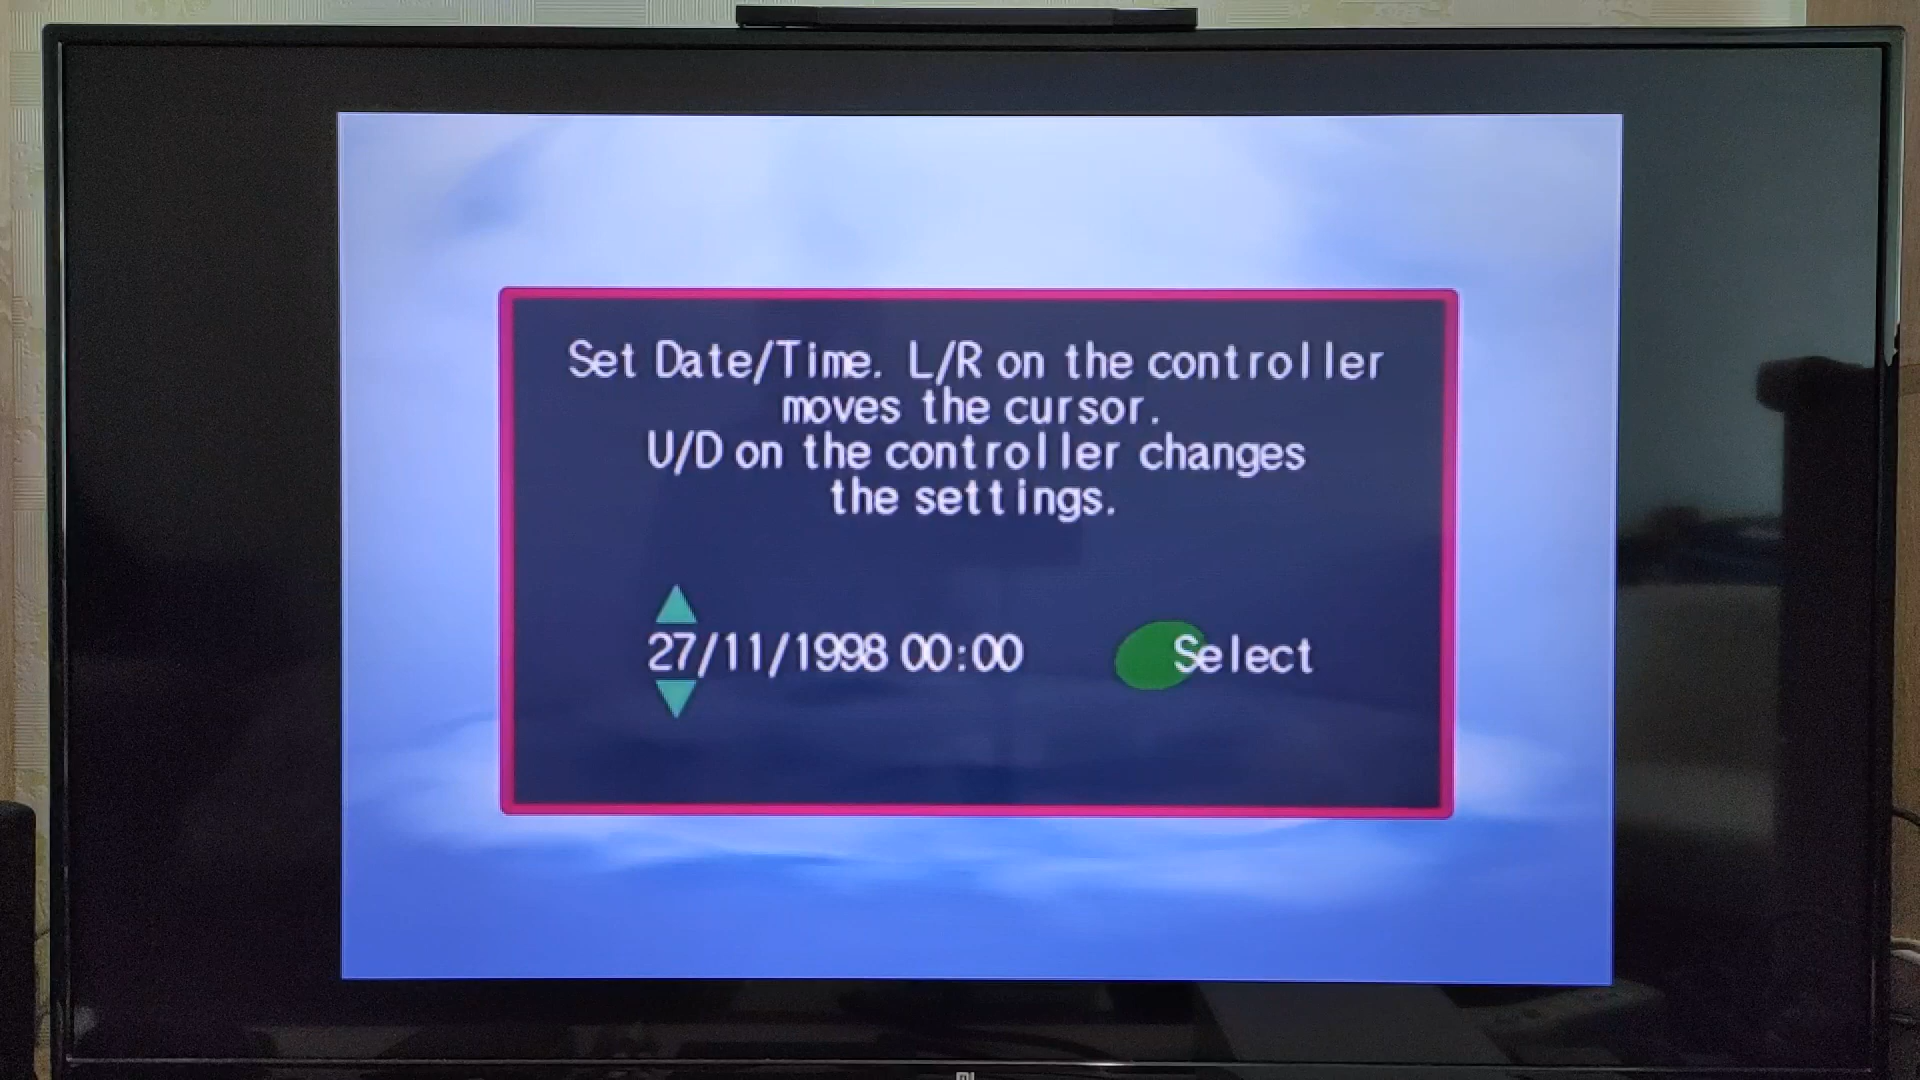 Set Date/Time. L/R on the controller
moves the cursor.
U/D on the controller changes
the settings.
27/11/1998 00:00 Select